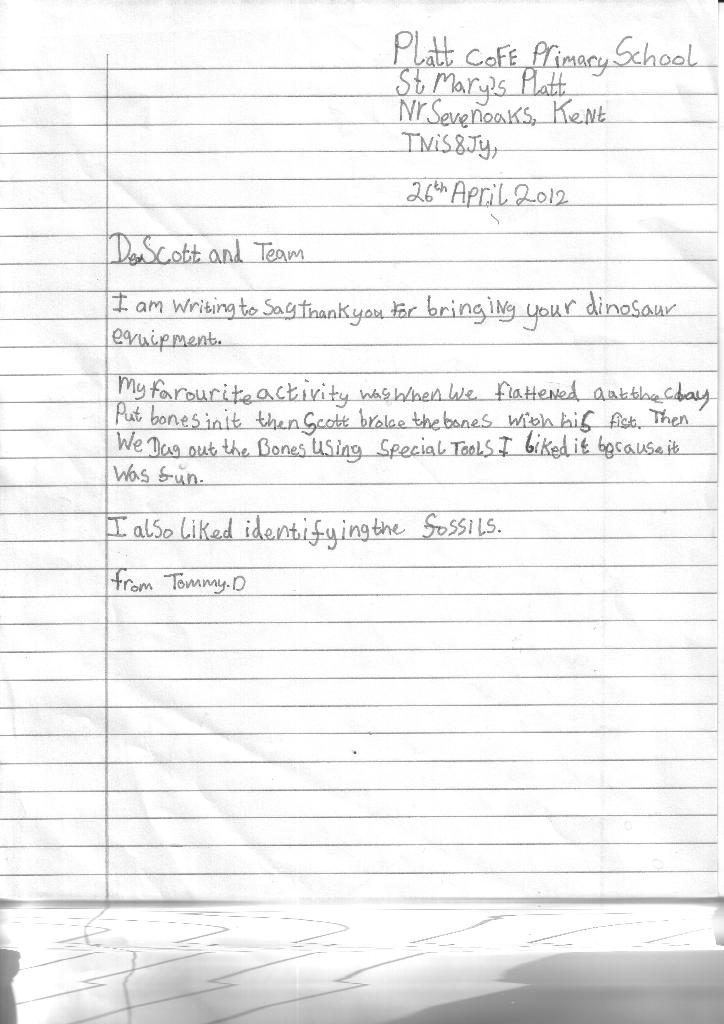 Platt CofE Primary School
St Mary's Platt
Nr Sevenoaks, Kent
TN15 8Jy,
26th April 2012
Dear Scott and Team
I am writing to say thank you for bringing your dinosaur
equipment.
My favourite activity was when we flattened out the clay
Put bones in it then Scott broke the bones with his fist. Then
We Dug out the Bones Using Special Tools I liked it because it
was fun.
I also liked identifying the fossils.
from Tommy.D